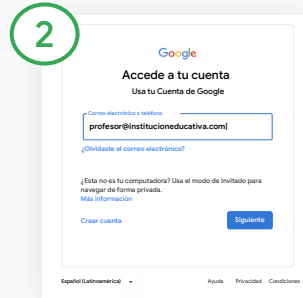 2
Google
Accede a tu cuenta
Usa tu Cuenta de Google
Correo electrónico o teléfono
profesor@institucioneducativa.com|
¿Olvidaste el correo electrónico?
¿Esta no es tu computadora? Usa el modo de Invitado para
navegar de forma privada.
Más información
Crear cuenta Siguiente
Español (Latinoamérica) Ayuda Privacidad Condiciones